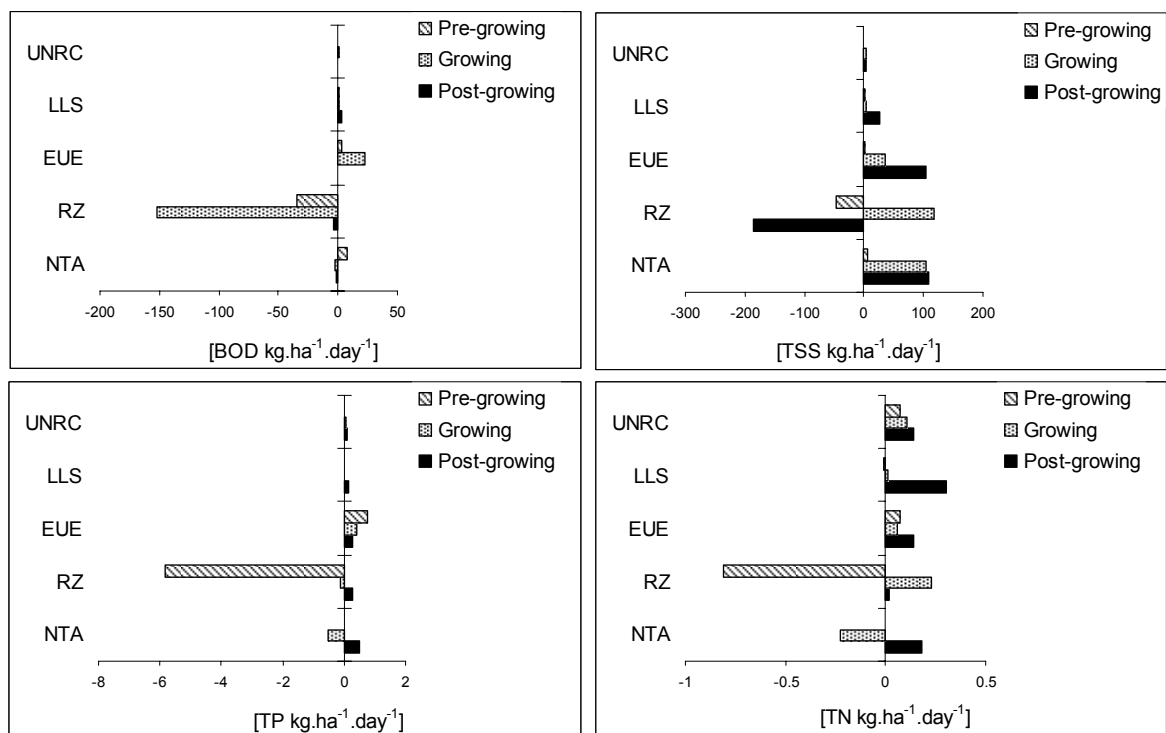 Pre-growing
Growing
Post-growing
UNRC
LLS
EUE
RZ
NTA
-200 -150 -100 -50 0 50
[BOD kg.ha⁻¹.day⁻¹]
Pre-growing
Growing
Post-growing
UNRC
LLS
EUE
RZ
NTA
-300 -200 -100 0 100 200
[TSS kg.ha⁻¹.day⁻¹]
Pre-growing
Growing
Post-growing
UNRC
LLS
EUE
RZ
NTA
-8 -6 -4 -2 0 2
[TP kg.ha⁻¹.day⁻¹]
Pre-growing
Growing
Post-growing
UNRC
LLS
EUE
RZ
NTA
-1 -0.5 0 0.5
[TN kg.ha⁻¹.day⁻¹]